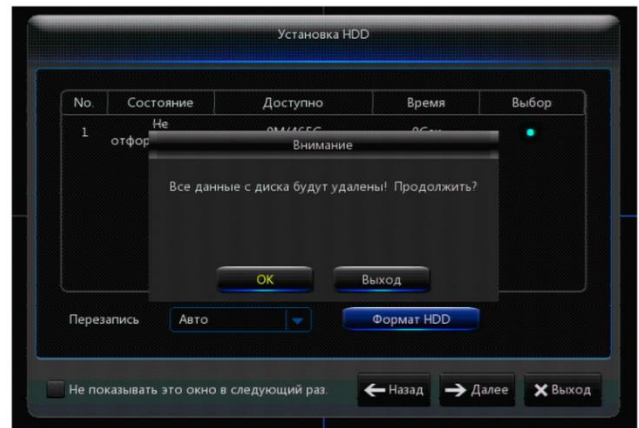 Установка HDD
No. Состояние Доступно Время Выбор
1 Не
Внимание
Все данные с диска будут удалены! Продолжить?
OK Выход
Перезапись Авто Формат HDD
Не показывать это окно в следующий раз. Назад Далее Выход